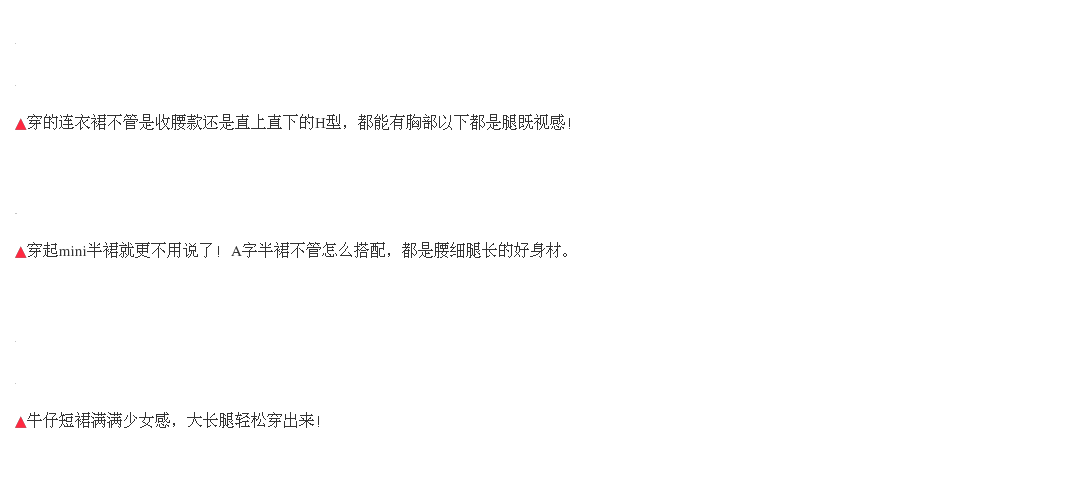 ▲穿的连衣裙不管是收腰款还是直上直下的H型，都能有胸部以下都是腿既视感！
▲穿起mini半裙就更不用说了！A字半裙不管怎么搭配，都是腰细腿长的好身材。
▲牛仔短裙满满少女感，大长腿轻松穿出来！